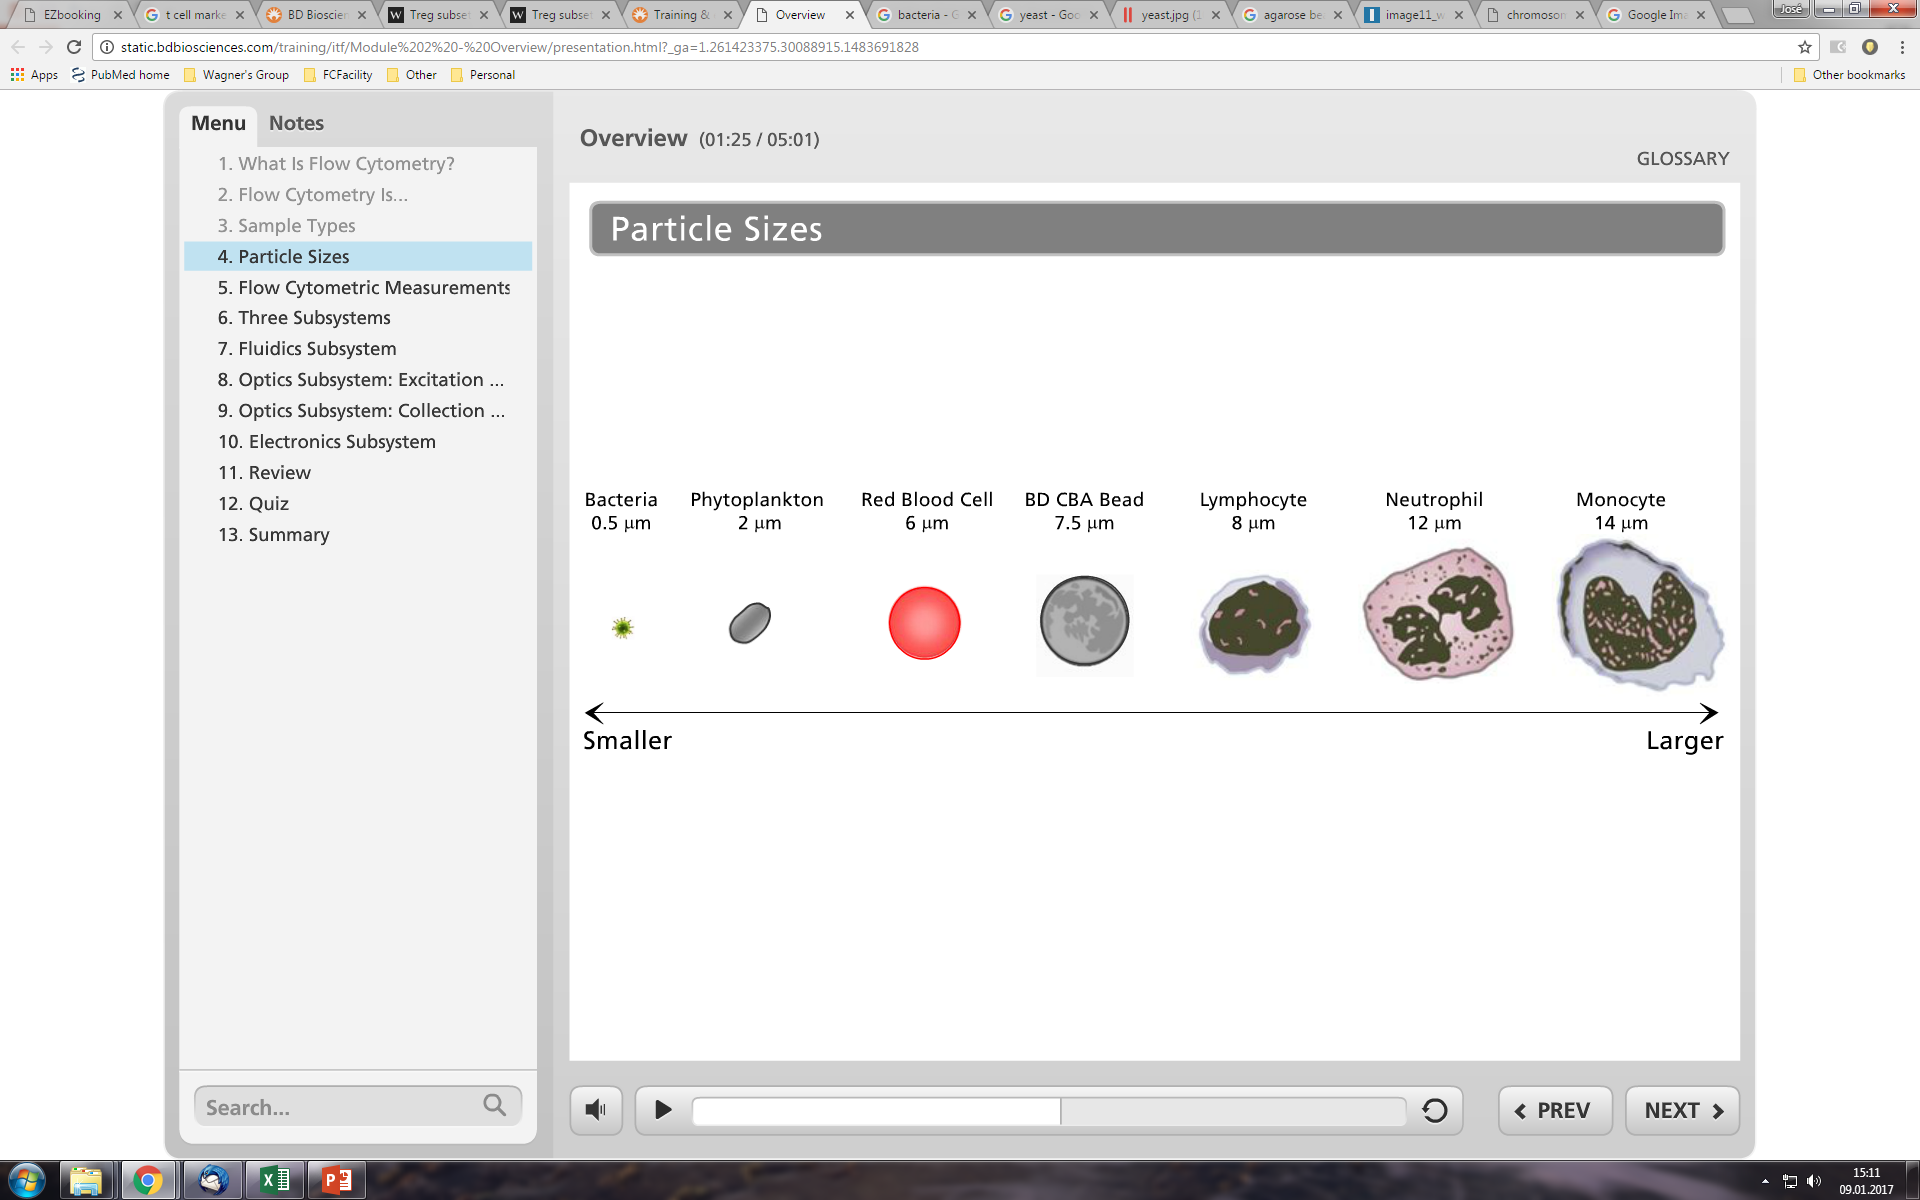 EZbooking
t cell marke
BD Bioscien
Treg subse
Treg subse
Training &
Overview
bacteria - G
yeast - Goo
yeast.jpg (1
agarose be
image11_w
chromosom
Google Ima
José
static.bdbiosciences.com/training/itf/Module%202%20-%20Overview/presentation.html?_ga=1.261423375.30088915.1483691828
Apps
PubMed home
Wagner's Group
FCFacility
Other
Personal
Other bookmarks
Menu
Notes
1. What Is Flow Cytometry?
2. Flow Cytometry Is...
3. Sample Types
4. Particle Sizes
5. Flow Cytometric Measurements
6. Three Subsystems
7. Fluidics Subsystem
8. Optics Subsystem: Excitation ...
9. Optics Subsystem: Collection ...
10. Electronics Subsystem
11. Review
12. Quiz
13. Summary
Search...
Overview (01:25 / 05:01)
GLOSSARY
Particle Sizes
Bacteria
0.5 µm
Phytoplankton
2 µm
Red Blood Cell
6 µm
BD CBA Bead
7.5 µm
Lymphocyte
8 µm
Neutrophil
12 µm
Monocyte
14 µm
Smaller
Larger
PREV
NEXT
15:11
09.01.2017